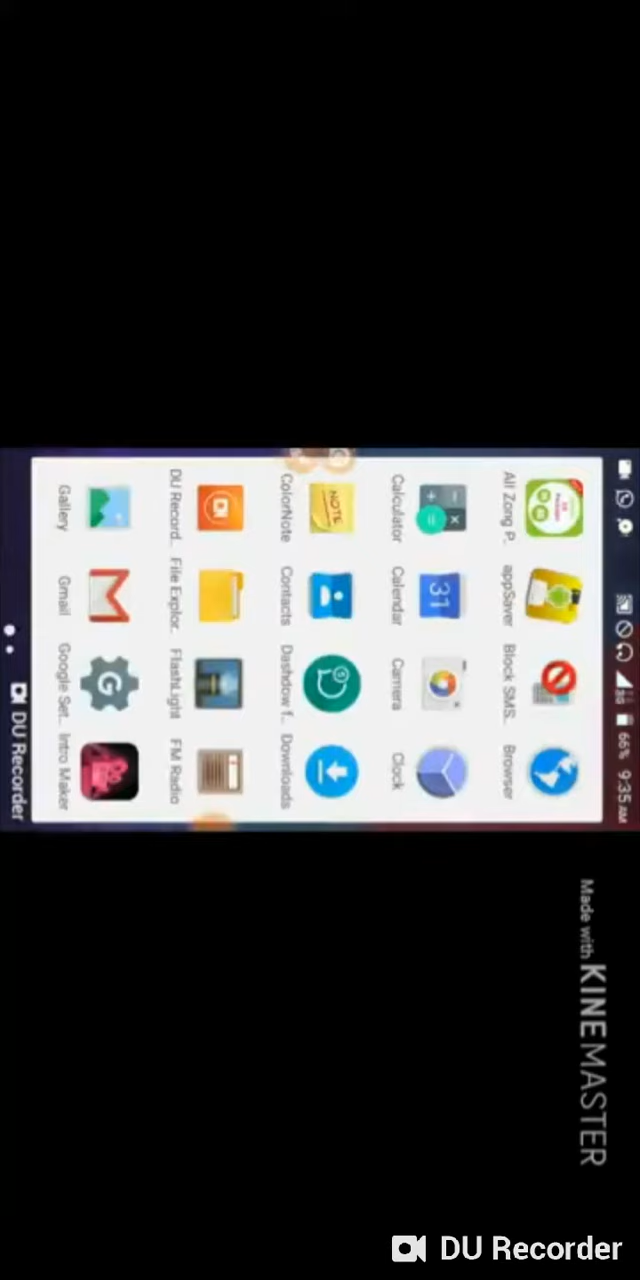 66% 9:35 AM
All Zong P.. appSaver Block SMS.. Browser
31
Calculator Calendar Camera Clock
NOTE
ColorNote Contacts Dashdow f.. Downloads
DU Record.. File Explor.. FlashLight FM Radio
G
Gallery Gmail Google Set.. Intro Maker
DU Recorder
Made with KINEMASTER
DU Recorder